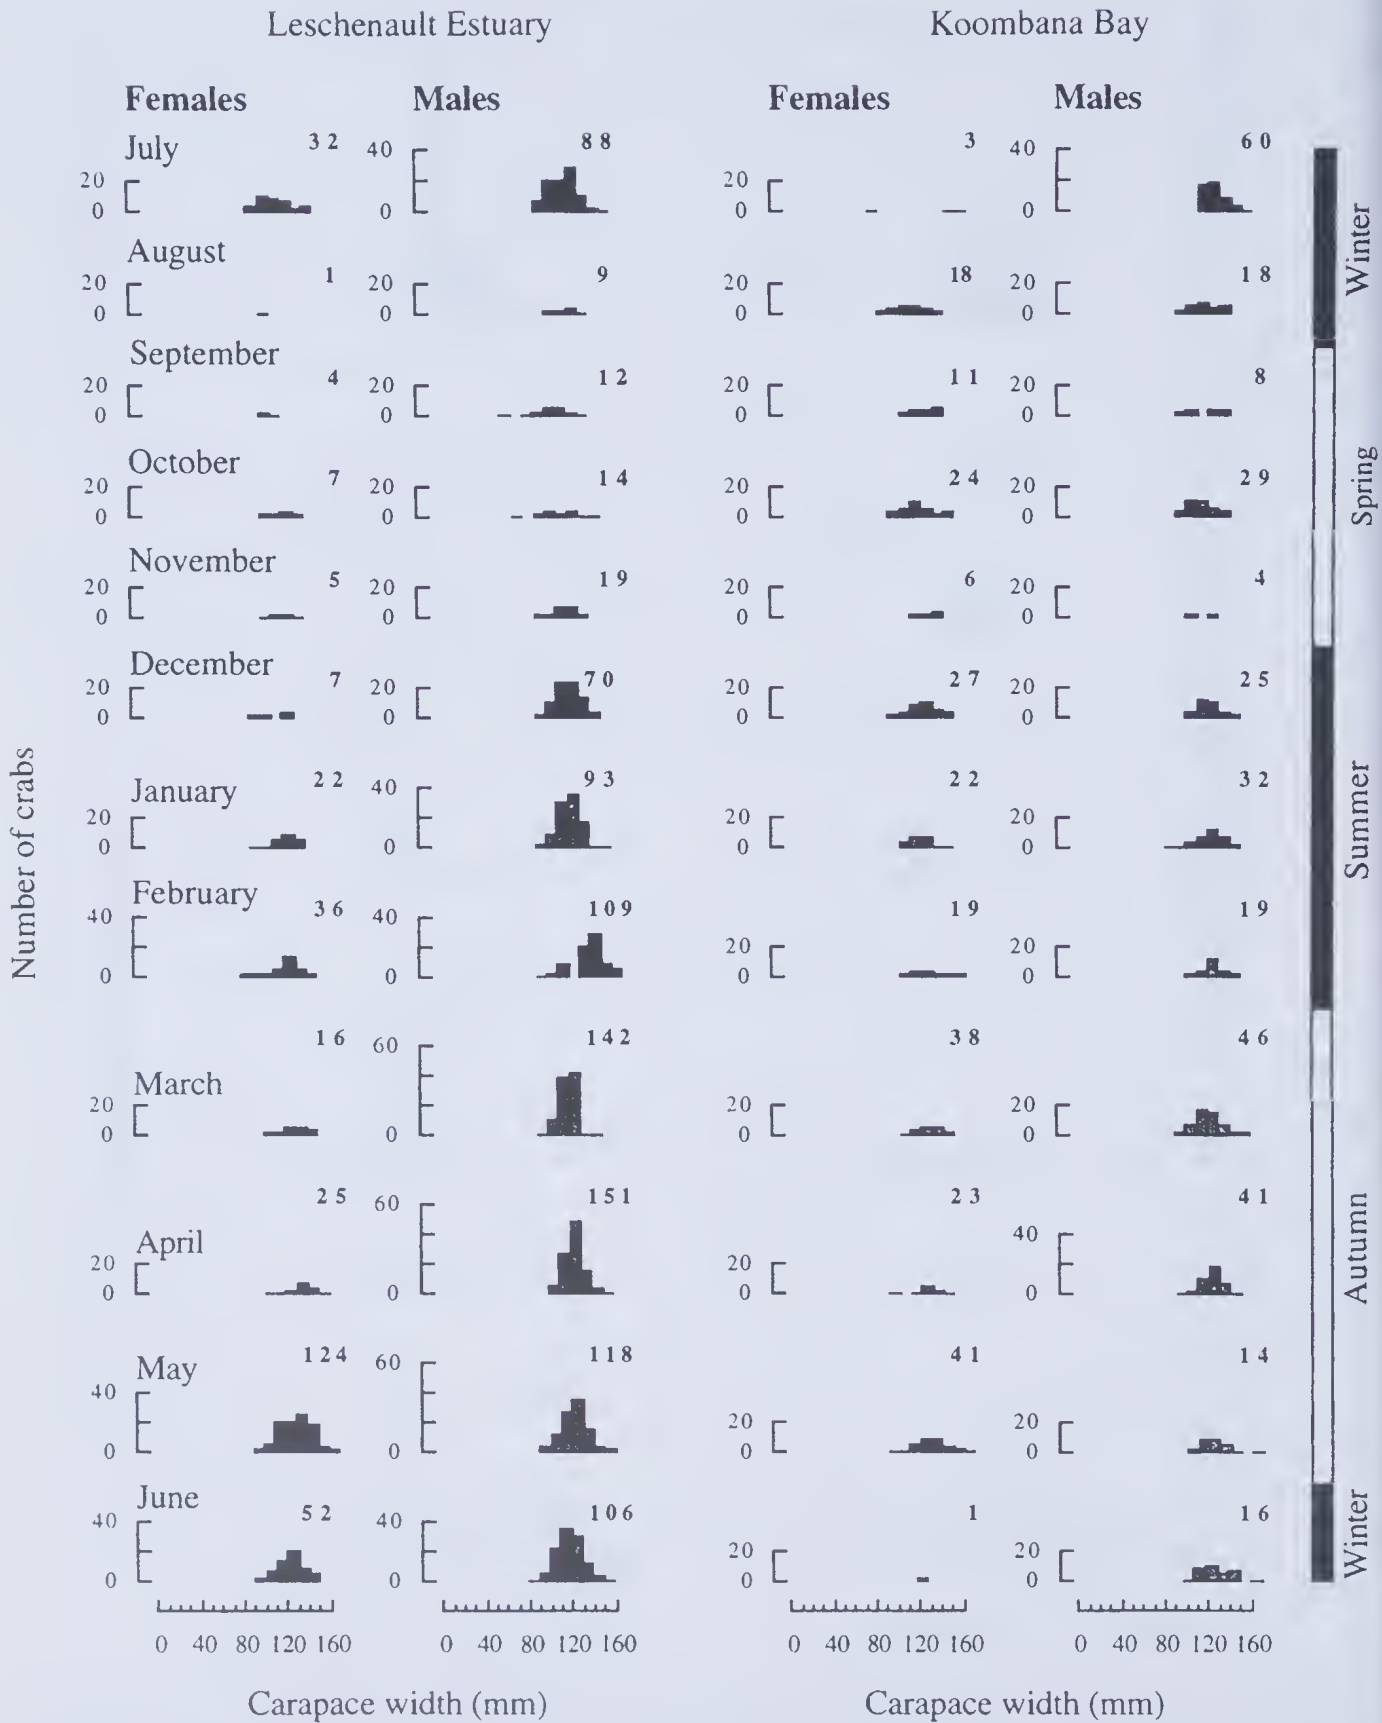 Leschenault Estuary Koombana Bay
Females Males Females Males
July 32 88 3 60
40 40
20 20
0 0 0 0
August 1 9 18 18
20 20 20 20
0 0 0 0
September 4 12 11 8
20 20 20 20
0 0 0 0
October 7 14 24 29
20 20 20 20
0 0 0 0
November 5 19 6 4
20 20 20 20
0 0 0 0
December 7 70 27 25
20 20 20 20
0 0 0 0
January 22 93 22 32
40
20 20 20
0 0 0 0
February 36 109 19 19
40 40
20 20
0 0 0 0
March 16 142 38 46
60
20 20 20
0 0 0 0
April 25 151 23 41
60
40
20 20
0 0 0 0
May 124 118 41 14
40 60
20 20
0 0 0 0
June 52 106 1 16
40 40
20 20
0 0 0 0
0 40 80 120 160 0 40 80 120 160 0 40 80 120 160 0 40 80 120 160
Carapace width (mm) Carapace width (mm)
Number of crabs
Winter
Spring
Summer
Autumn
Winter